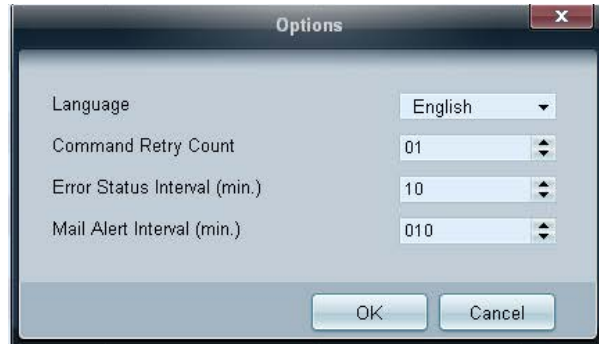 Options
x
Language English
Command Retry Count 01
Error Status Interval (min.) 10
Mail Alert Interval (min.) 010
OK Cancel